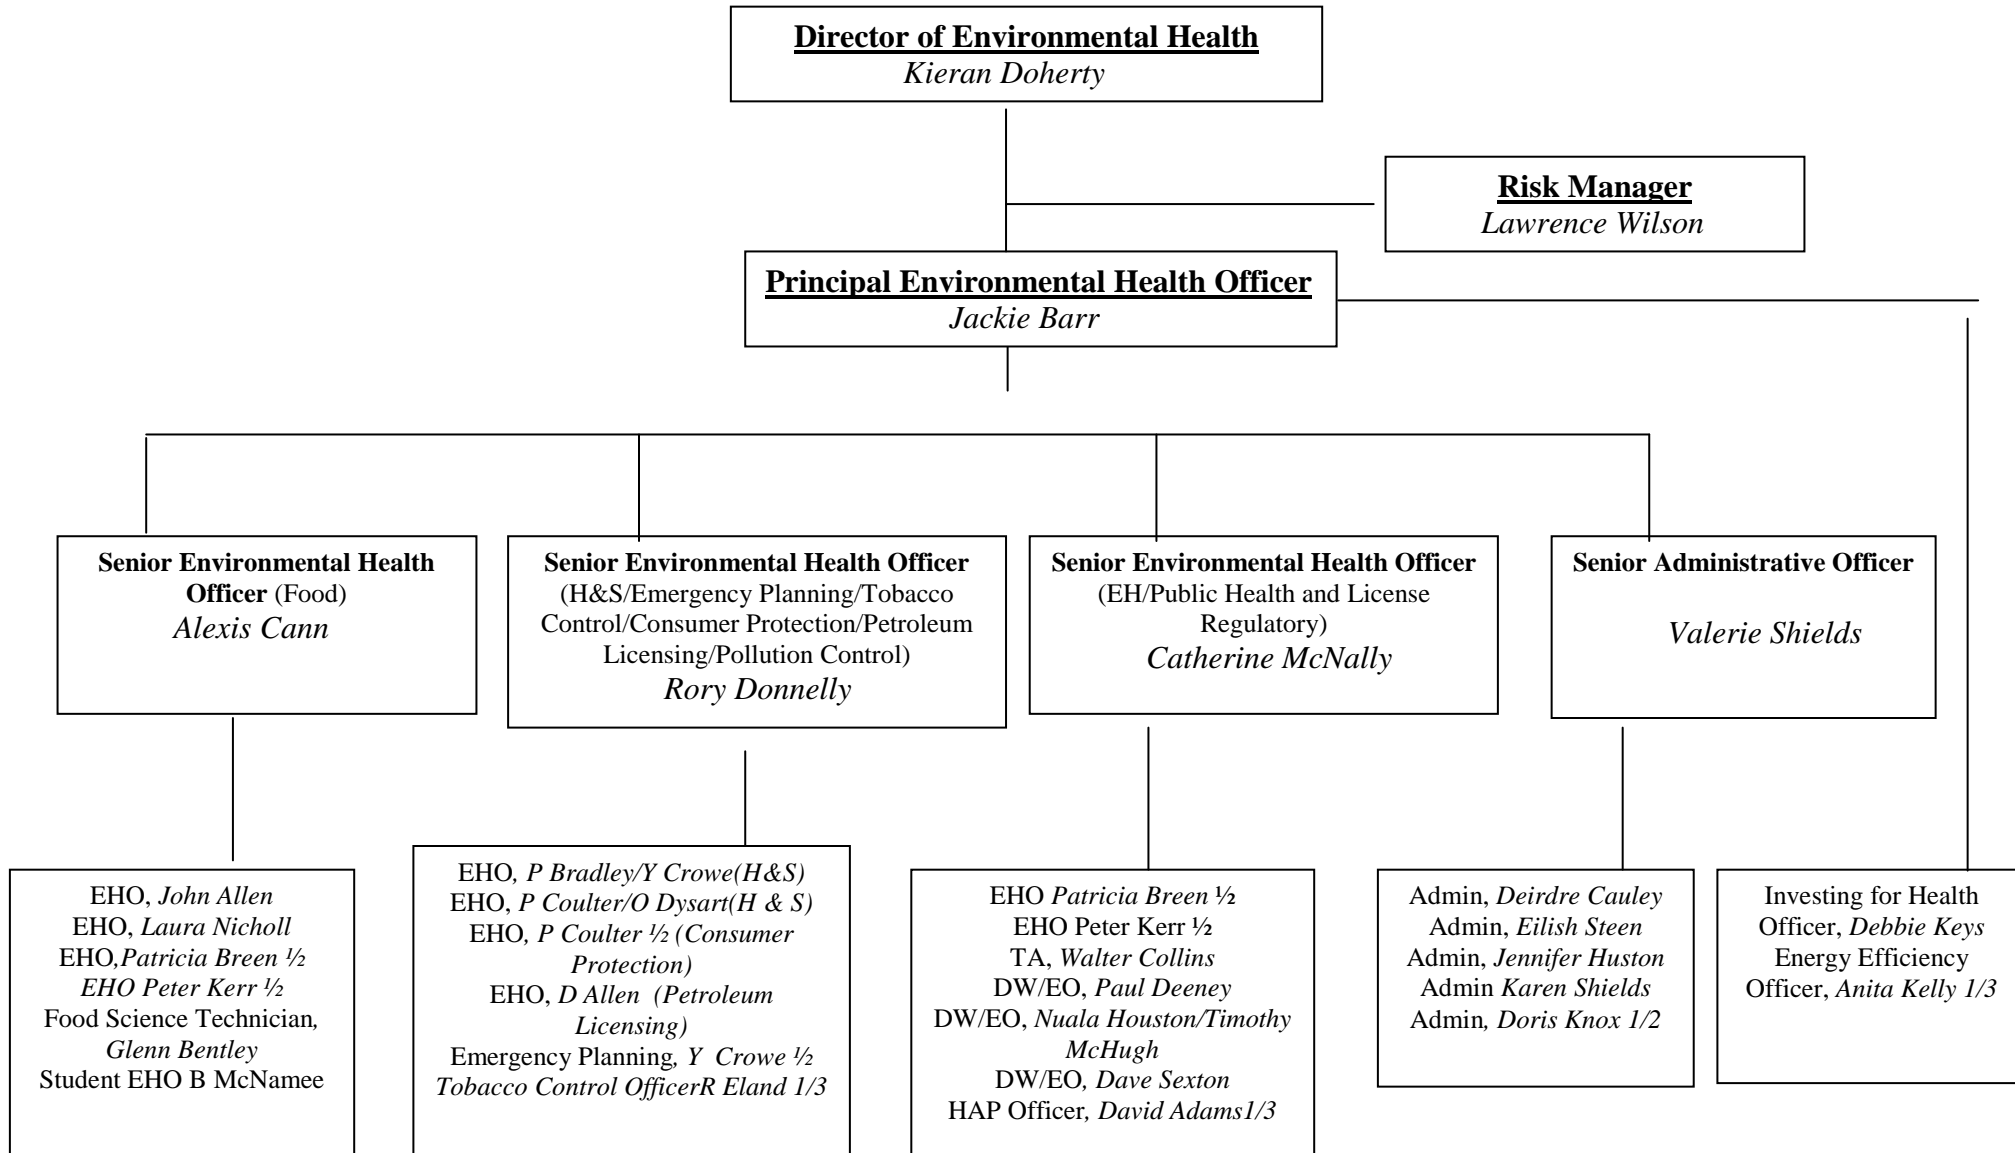 Director of Environmental Health
Kieran Doherty
Risk Manager
Lawrence Wilson
Principal Environmental Health Officer
Jackie Barr
Senior Environmental Health
Officer (Food)
Alexis Cann
Senior Environmental Health Officer
(H&S/Emergency Planning/Tobacco
Control/Consumer Protection/Petroleum
Licensing/Pollution Control)
Rory Donnelly
Senior Environmental Health Officer
(EH/Public Health and License
Regulatory)
Catherine McNally
Senior Administrative Officer
Valerie Shields
EHO, John Allen
EHO, Laura Nicholl
EHO,Patricia Breen ½
EHO Peter Kerr ½
Food Science Technician,
Glenn Bentley
Student EHO B McNamee
EHO, P Bradley/Y Crowe(H&S)
EHO, P Coulter/O Dysart(H & S)
EHO, P Coulter ½ (Consumer
Protection)
EHO, D Allen (Petroleum
Licensing)
Emergency Planning, Y Crowe ½
Tobacco Control OfficerR Eland 1/3
EHO Patricia Breen ½
EHO Peter Kerr ½
TA, Walter Collins
DW/EO, Paul Deeney
DW/EO, Nuala Houston/Timothy
McHugh
DW/EO, Dave Sexton
HAP Officer, David Adams1/3
Admin, Deirdre Cauley
Admin, Eilish Steen
Admin, Jennifer Huston
Admin Karen Shields
Admin, Doris Knox 1/2
Investing for Health
Officer, Debbie Keys
Energy Efficiency
Officer, Anita Kelly 1/3